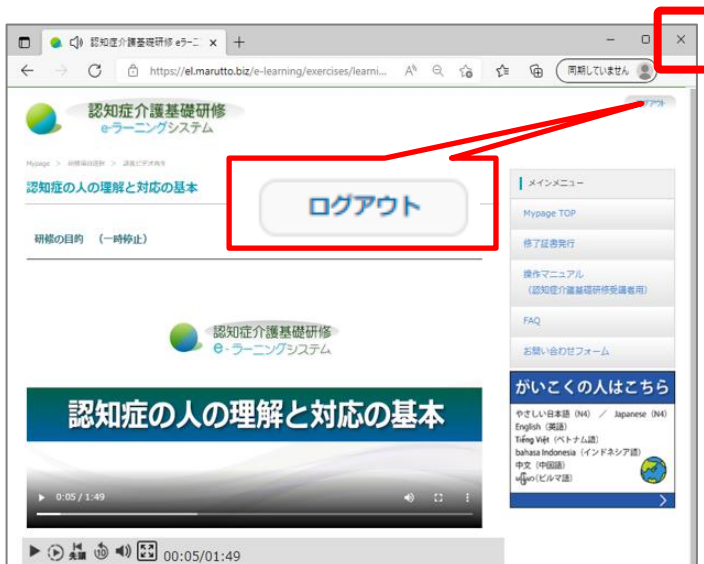 認知症介護基礎研修 eラーニ
https://el.marutto.biz/e-learning/exercises/learni...
同期していません
認知症介護基礎研修
e-ラーニングシステム
ログアウト
Mypage > 研修項目選択 > 講義ビデオ再生
認知症の人の理解と対応の基本
ログアウト
研修の目的 (一時停止)
認知症介護基礎研修
e-ラーニングシステム
認知症の人の理解と対応の基本
0:05 / 1:49
先頭 10 00:05/01:49
メインメニュー
Mypage TOP
修了証書発行
操作マニュアル
(認知症介護基礎研修受講者用)
FAQ
お問い合わせフォーム
がいこくの人はこちら
やさしい日本語 (N4) / Japanese (N4)
English (英語)
Tiếng Việt (ベトナム語)
bahasa Indonesia (インドネシア語)
中文 (中国語)
(ビルマ語)